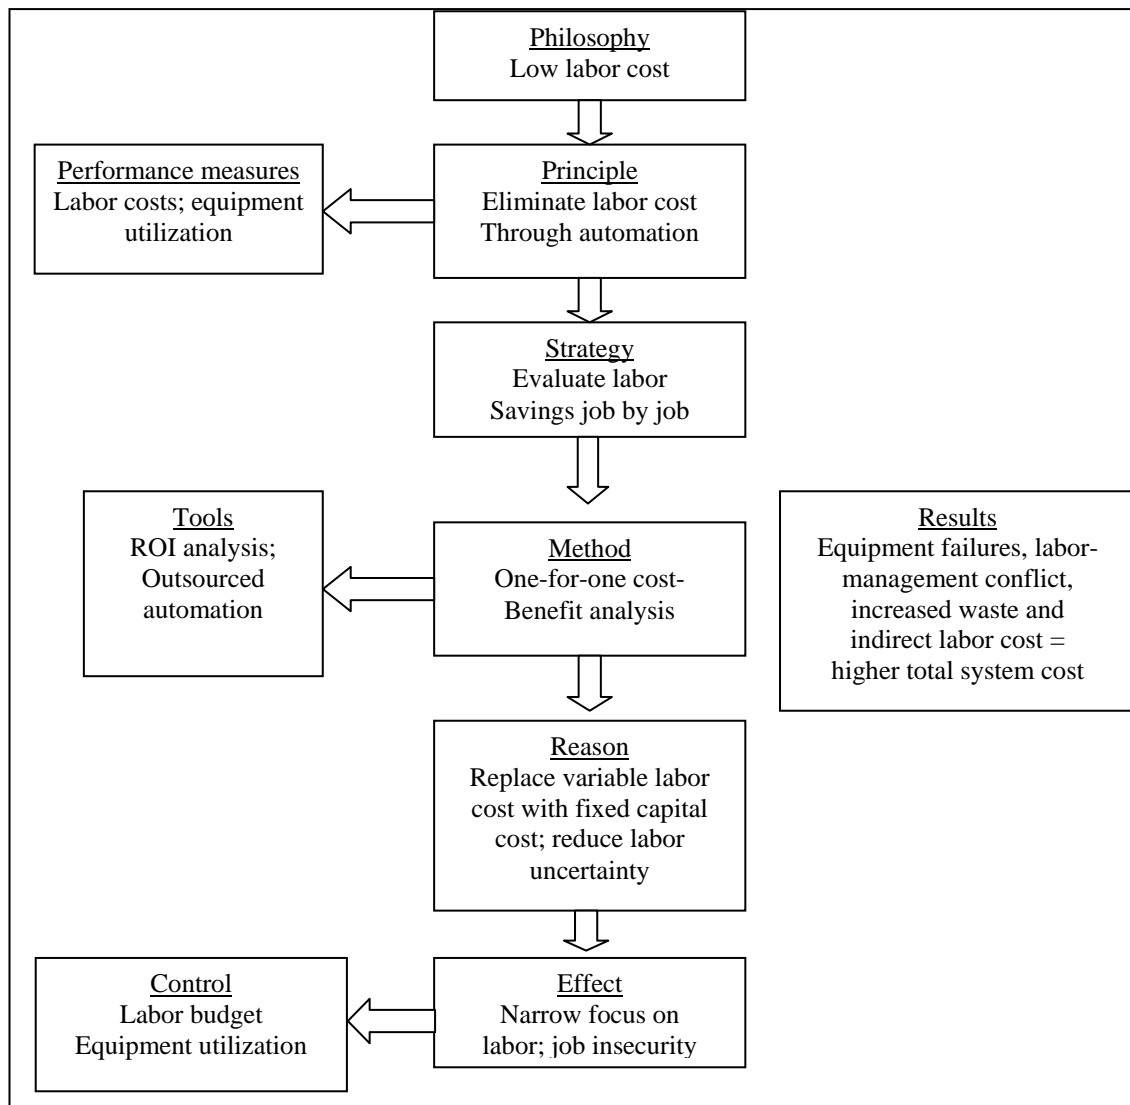 Philosophy
Low labor cost
Performance measures
Labor costs; equipment
utilization
Principle
Eliminate labor cost
Through automation
Strategy
Evaluate labor
Savings job by job
Tools
ROI analysis;
Outsourced
automation
Method
One-for-one cost-
Benefit analysis
Results
Equipment failures, labor-
management conflict,
increased waste and
indirect labor cost =
higher total system cost
Reason
Replace variable labor
cost with fixed capital
cost; reduce labor
uncertainty
Control
Labor budget
Equipment utilization
Effect
Narrow focus on
labor; job insecurity